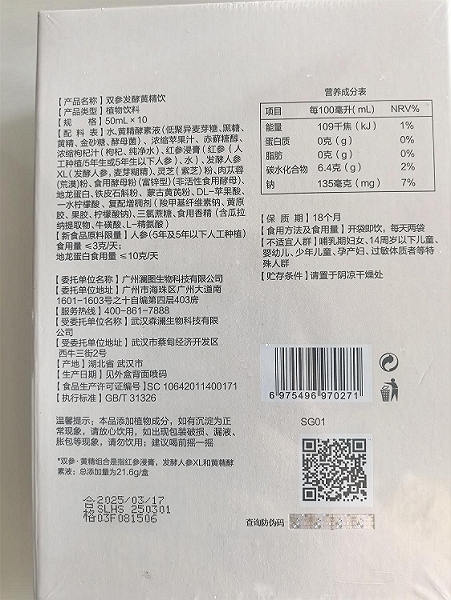 【产品名称】双参发酵黄精饮
【产品类型】植物饮料
【规    格】50mL×10
【配 料 表】水、黄精酵素液（低聚异麦芽糖、黑糖、
黄精、金砂糖、酵母菌）、浓缩苹果汁、赤藓糖醇、
浓缩枸杞汁（枸杞、纯净水）、红参浸膏（红参（人
工种植/5年生或5年生以下人参）、水）、发酵人参
XL（发酵人参，麦芽糊精）、灵芝（紫芝）粉、肉苁蓉
（荒漠）粉、食用酵母粉（富锌型）(非活性食用酵母)、
地龙蛋白、铁皮石斛粉、蒙古黄芪粉、DL-苹果酸、
一水柠檬酸、复配增稠剂（羧甲基纤维素钠、黄原
胶、果胶、柠檬酸钠）、三氯蔗糖、食用香精（含瓜拉
纳提取物、牛磺酸、L-精氨酸）
【新食品原料限量】人参(5年及5年以下人工种植)
食用量≤3克/天；
地龙蛋白食用量≤10克/天
【委托单位名称】广州澜图生物科技有限公司
【委托单位地址】广州市海珠区广州大道南
1601-1603号之十自编第四层403房
【服务热线】400-861-7888
【受委托单位名称】武汉森澜生物科技有限
公司
【受委托单位地址】武汉市蔡甸经济开发区
西牛三街2号
【产地】湖北省 武汉市
【生产日期】见外盒背面喷码
【食品生产许可证编号】SC 10642011400171
【执行标准】GB/T 31326
温馨提示：本品添加植物成分，如有沉淀为正
常现象，请放心饮用，如出现包装破损、漏液、
胀包等现象，请勿饮用；建议喝前摇一摇
*双参·黄精组合是指红参浸膏，发酵人参XL和黄精酵
素液；总添加量为21.6g/盒
合格
2025/03/17
SLHS 250301
03F081506
营养成分表
项目 每100毫升(mL) NRV%
能量 109千焦(kJ) 1%
蛋白质 0克(g) 0%
脂肪 0克(g) 0%
碳水化合物 6.4克(g) 2%
钠 135毫克(mg) 7%
【保 质 期】18个月
【食用方法及食用量】开袋即饮，每天两袋
【不适宜人群】哺乳期妇女、14周岁以下儿童、
婴幼儿、少年儿童、孕产妇、过敏体质者等特
殊人群
【贮存条件】请置于阴凉干燥处
6 975496 970271
SG01
查询防伪码